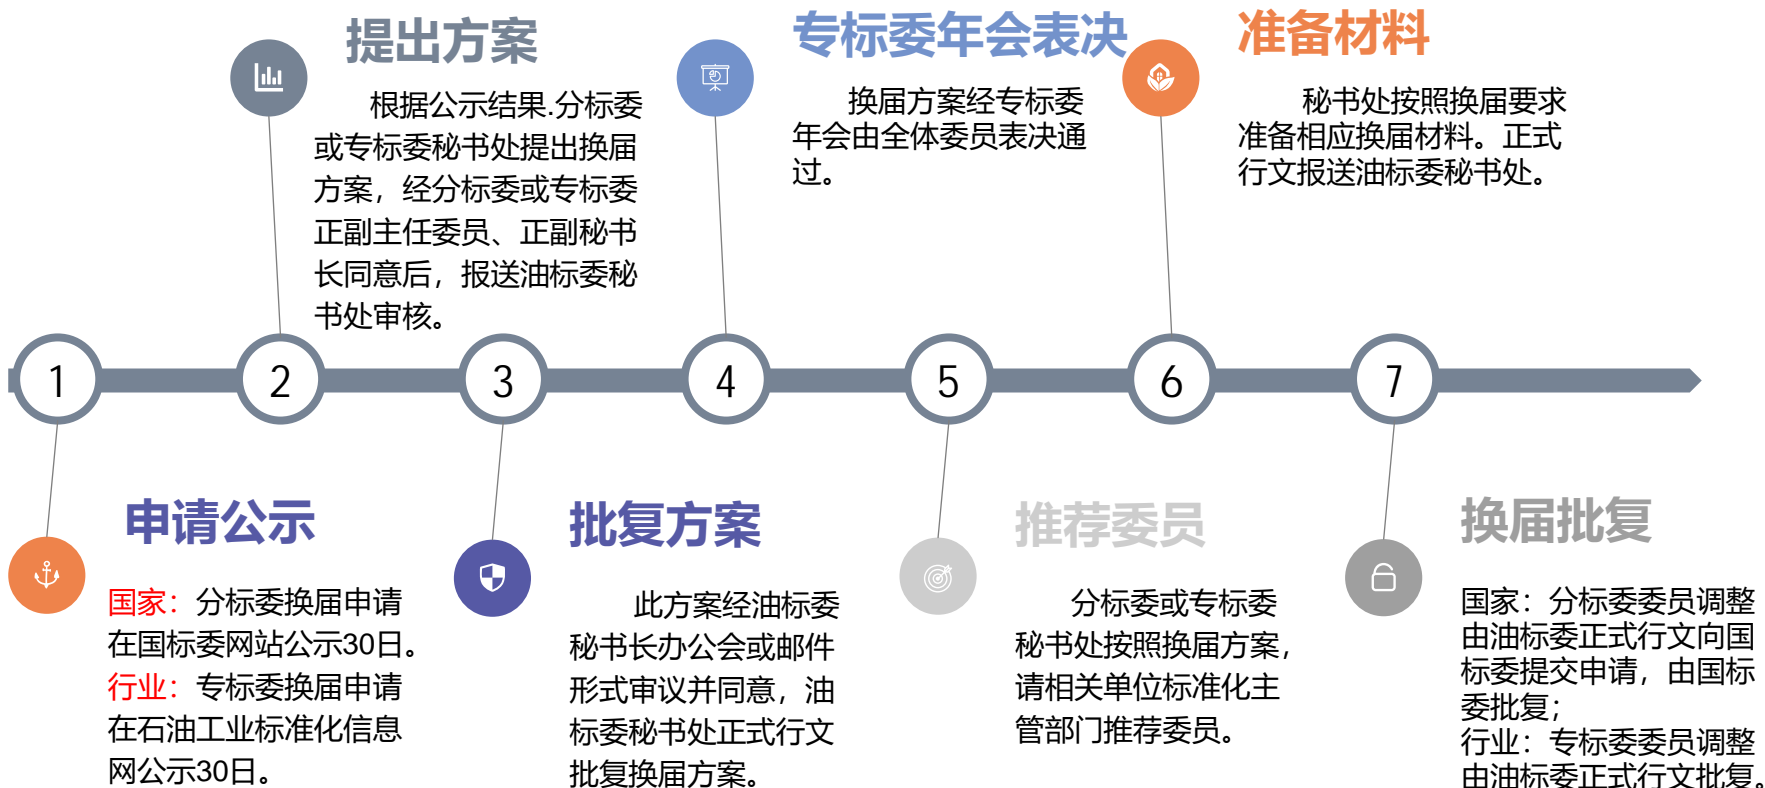 提出方案
根据公示结果.分标委
或专标委秘书处提出换届
方案，经分标委或专标委
正副主任委员、正副秘书
长同意后，报送油标委秘
书处审核。
专标委年会表决
换届方案经专标委
年会由全体委员表决通
过。
准备材料
秘书处按照换届要求
准备相应换届材料。正式
行文报送油标委秘书处。
1
2
3
4
5
6
7
申请公示
国家：分标委换届申请
在国标委网站公示30日。
行业：专标委换届申请
在石油工业标准化信息
网公示30日。
批复方案
此方案经油标委
秘书长办公会或邮件
形式审议并同意，油
标委秘书处正式行文
批复换届方案。
推荐委员
分标委或专标委
秘书处按照换届方案，
请相关单位标准化主
管部门推荐委员。
换届批复
国家：分标委委员调整
由油标委正式行文向国
标委提交申请，由国标
委批复；
行业：专标委委员调整
由油标委正式行文批复。